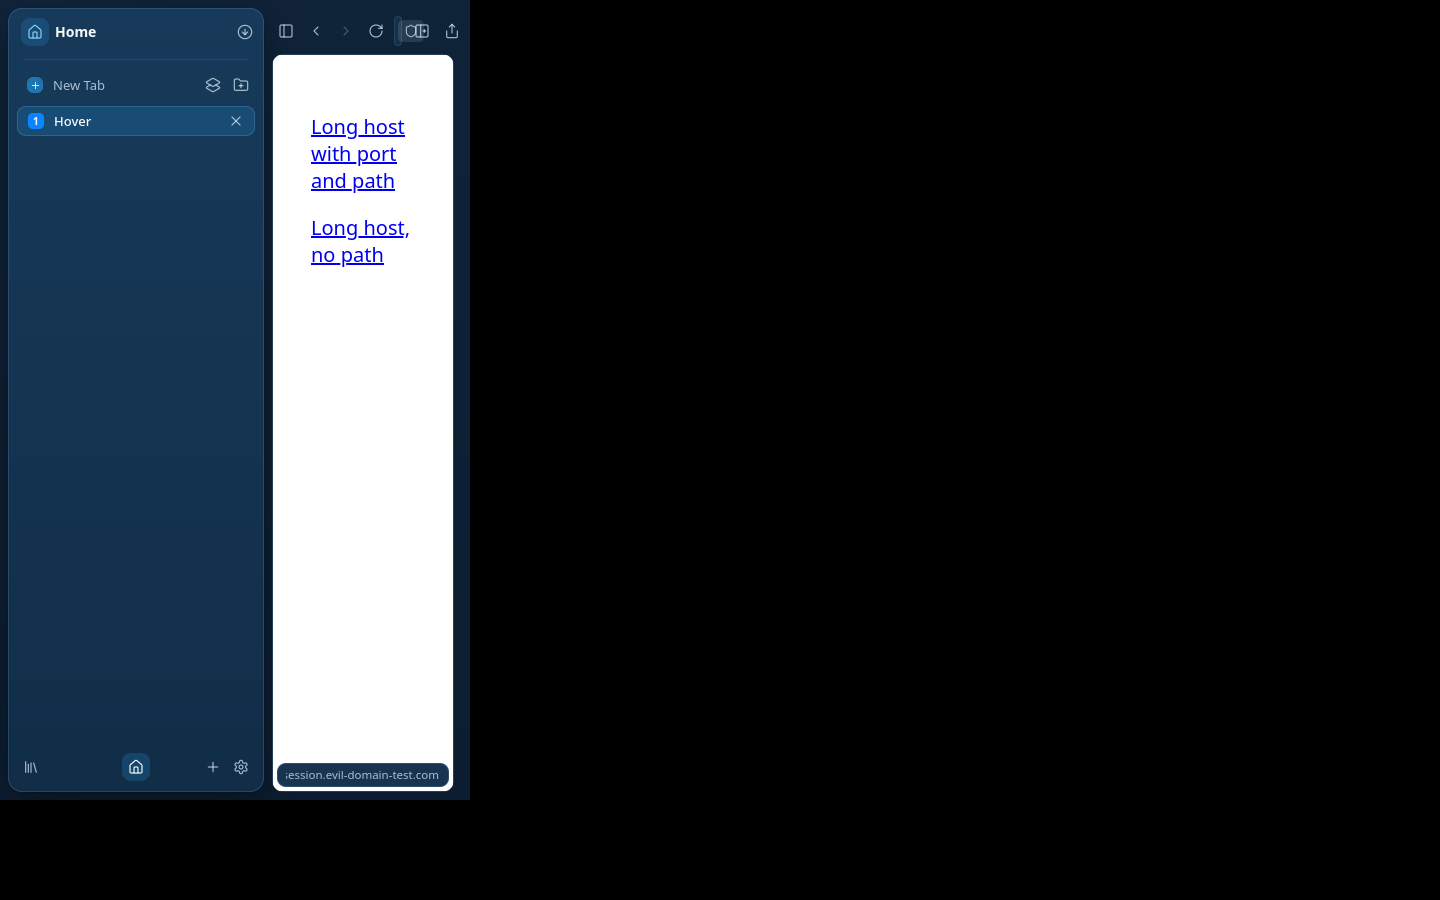 Home
New Tab
1 Hover
Long host
with port
and path
Long host,
no path
session.evil-domain-test.com